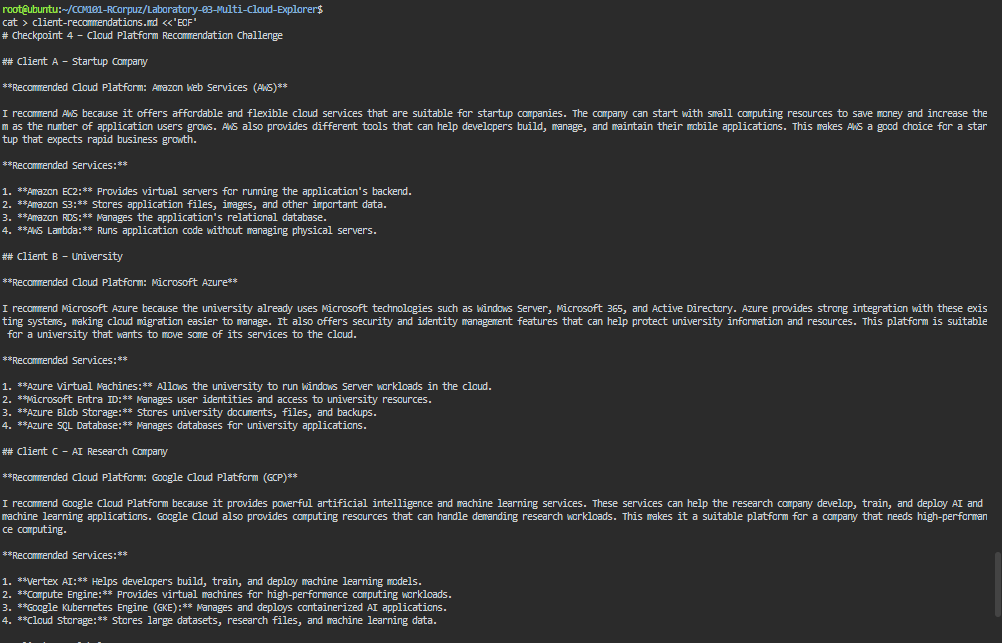 root@ubuntu:~/CCM101-RCorpuz/Laboratory-03-Multi-Cloud-Explorer$
cat > client-recommendations.md <<'EOF'
# Checkpoint 4 – Cloud Platform Recommendation Challenge
## Client A – Startup Company
**Recommended Cloud Platform: Amazon Web Services (AWS)**
I recommend AWS because it offers affordable and flexible cloud services that are suitable for startup companies. The company can start with small computing resources to save money and increase the
m as the number of application users grows. AWS also provides different tools that can help developers build, manage, and maintain their mobile applications. This makes AWS a good choice for a star
tup that expects rapid business growth.
**Recommended Services:**
1. **Amazon EC2:** Provides virtual servers for running the application's backend.
2. **Amazon S3:** Stores application files, images, and other important data.
3. **Amazon RDS:** Manages the application's relational database.
4. **AWS Lambda:** Runs application code without managing physical servers.
## Client B – University
**Recommended Cloud Platform: Microsoft Azure**
I recommend Microsoft Azure because the university already uses Microsoft technologies such as Windows Server, Microsoft 365, and Active Directory. Azure provides strong integration with these exis
ting systems, making cloud migration easier to manage. It also offers security and identity management features that can help protect university information and resources. This platform is suitable
for a university that wants to move some of its services to the cloud.
**Recommended Services:**
1. **Azure Virtual Machines:** Allows the university to run Windows Server workloads in the cloud.
2. **Microsoft Entra ID:** Manages user identities and access to university resources.
3. **Azure Blob Storage:** Stores university documents, files, and backups.
4. **Azure SQL Database:** Manages databases for university applications.
## Client C – AI Research Company
**Recommended Cloud Platform: Google Cloud Platform (GCP)**
I recommend Google Cloud Platform because it provides powerful artificial intelligence and machine learning services. These services can help the research company develop, train, and deploy AI and
machine learning applications. Google Cloud also provides computing resources that can handle demanding research workloads. This makes it a suitable platform for a company that needs high-performan
ce computing.
**Recommended Services:**
1. **Vertex AI:** Helps developers build, train, and deploy machine learning models.
2. **Compute Engine:** Provides virtual machines for high-performance computing workloads.
3. **Google Kubernetes Engine (GKE):** Manages and deploys containerized AI applications.
4. **Cloud Storage:** Stores large datasets, research files, and machine learning data.